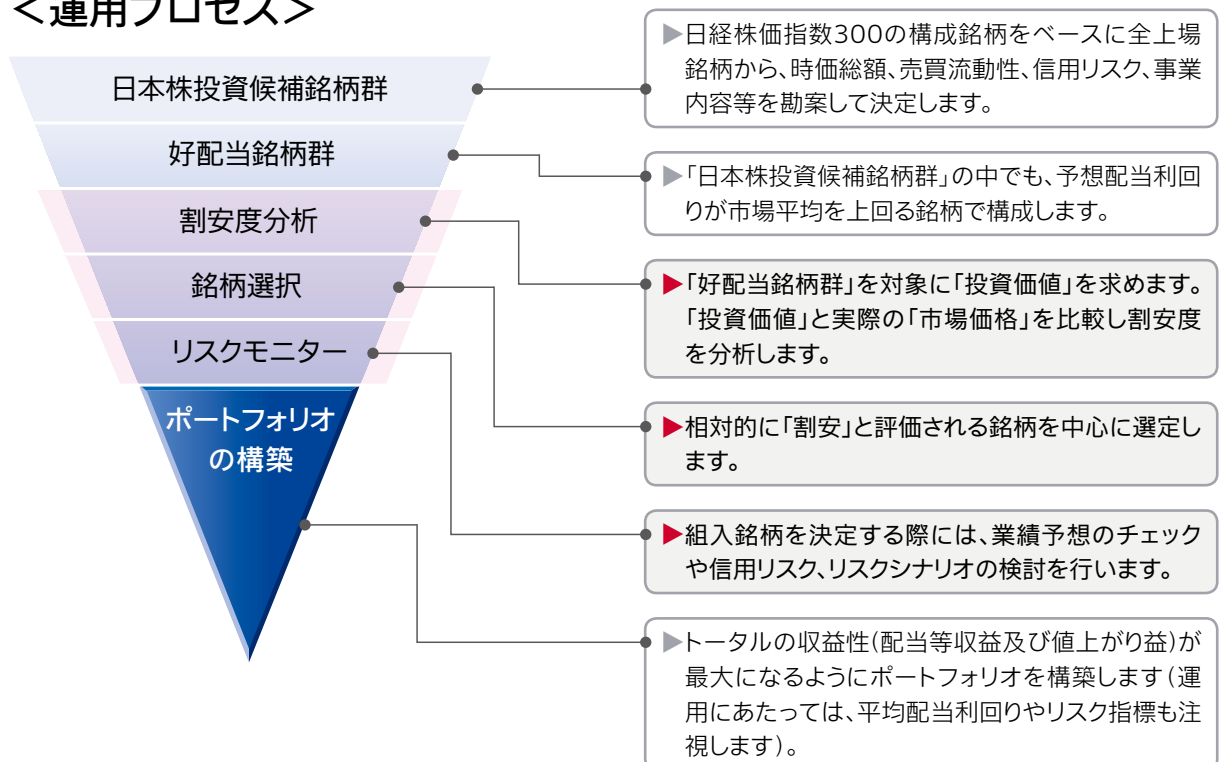 <運用プロセス>
日本株投資候補銘柄群
好配当銘柄群
割安度分析
銘柄選択
リスクモニター
ポートフォリオ
の構築
▶日経株価指数300の構成銘柄をベースに全上場
銘柄から、時価総額、売買流動性、信用リスク、事業
内容等を勘案して決定します。
▶「日本株投資候補銘柄群」の中でも、予想配当利回
りが市場平均を上回る銘柄で構成します。
▶「好配当銘柄群」を対象に「投資価値」を求めます。
「投資価値」と実際の「市場価格」を比較し割安度
を分析します。
▶相対的に「割安」と評価される銘柄を中心に選定し
ます。
▶組入銘柄を決定する際には、業績予想のチェック
や信用リスク、リスクシナリオの検討を行います。
▶トータルの収益性(配当等収益及び値上がり益)が
最大になるようにポートフォリオを構築します(運
用にあたっては、平均配当利回りやリスク指標も注
視します)。